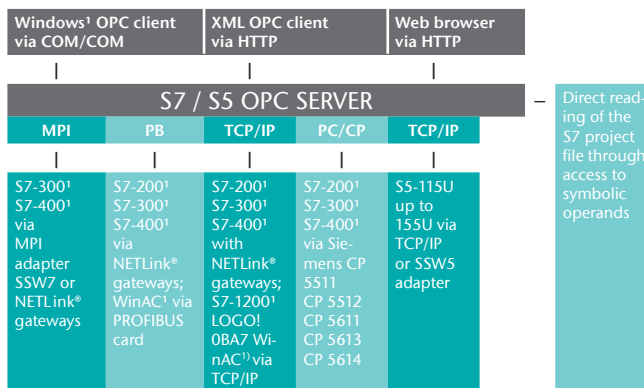 Windows¹ OPC client
via COM/COM
XML OPC client
via HTTP
Web browser
via HTTP
S7 / S5 OPC SERVER
MPI
PB
TCP/IP
PC/CP
TCP/IP
S7-300¹
S7-400¹
via
MPI
adapter
SSW7 or
NETLink®
gateways
S7-200¹
S7-300¹
S7-400¹
via
NETLink®
gateways;
WinAC¹ via
PROFIBUS
card
S7-200¹
S7-300¹
S7-400¹
with
NETLink®
gateways;
S7-1200¹
LOGO!
0BA7 Wi-
nAC¹⁾ via
TCP/IP
S7-200¹
S7-300¹
S7-400¹
via Sie-
mens CP
5511
CP 5512
CP 5611
CP 5613
CP 5614
S5-115U
up to
155U via
TCP/IP
or SSW5
adapter
Direct read-
ing of the
S7 project
file through
access to
symbolic
operands